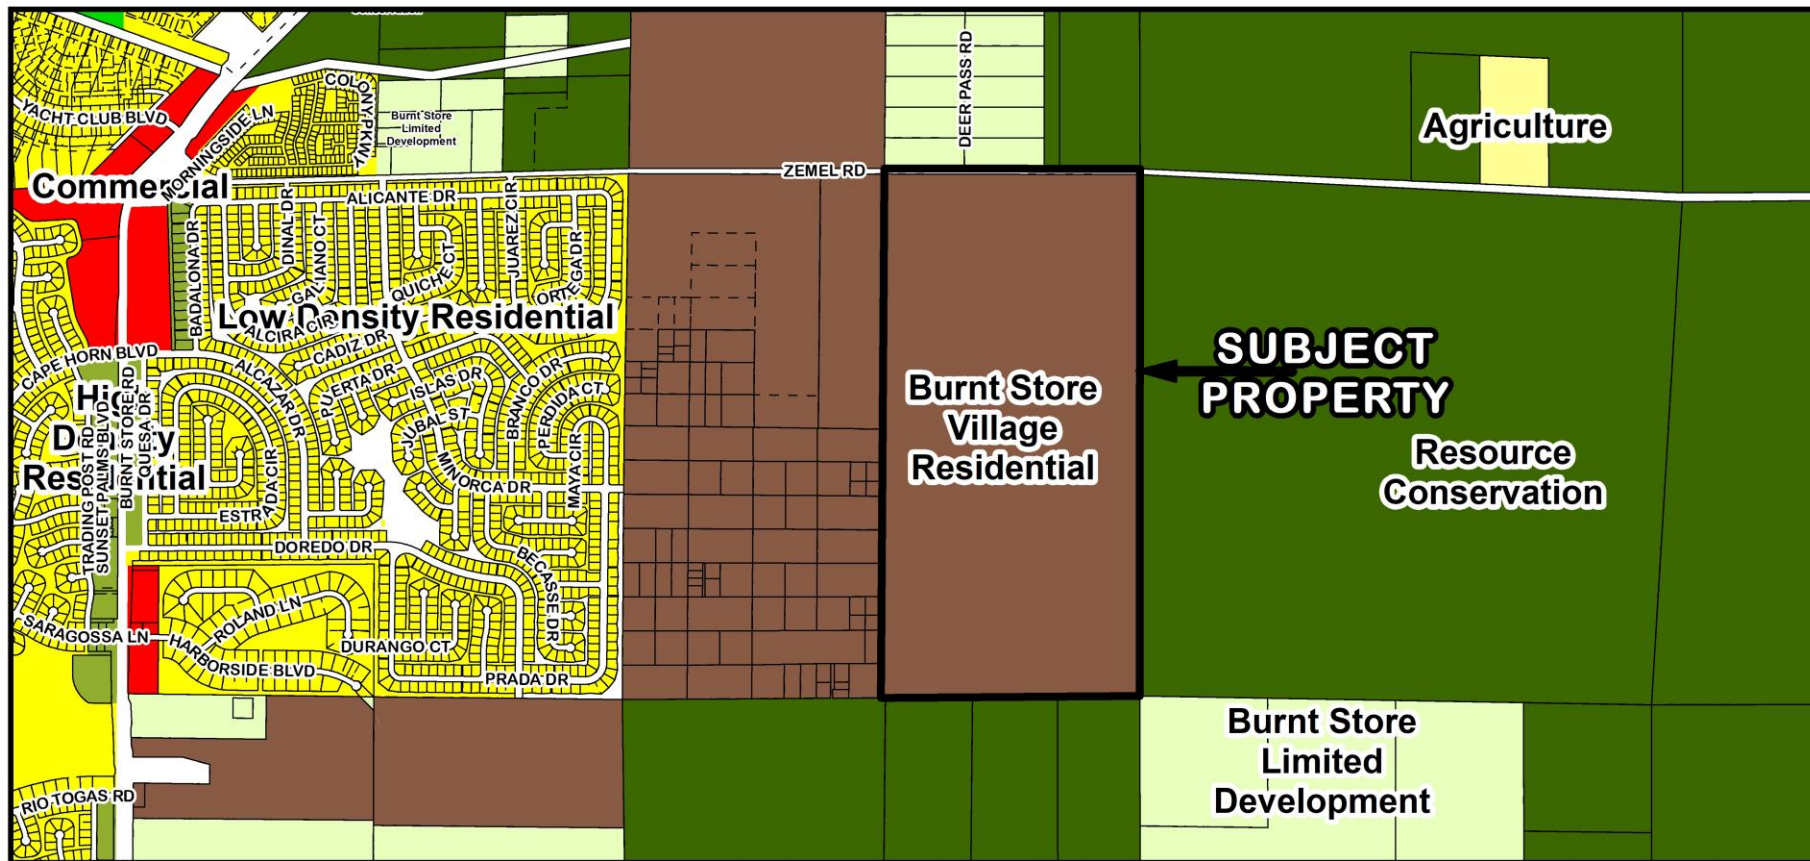 Conservation
COLONY PKWY
YACHT CLUB BLVD
MORNINGSIDE LN
Burnt Store
Limited
Development
DEER PASS RD
Agriculture
Commercial
ZEMEL RD
ALICANTE DR
BADALONA DR
DINAL DR
GALIANO CT
QUICHE CT
JUAREZ CIR
ORTEGA DR
Low Density Residential
ALCIRA CIR
CADIZ DR
CAPE HORN BLVD
ALCAZAR DR
PUERTA DR
ISLAS DR
JUBAL ST
BRANCO DR
PERDIDA CT
MAYA CIR
MINORCA DR
High
Density
Residential
TRADING POST RD
SUNSET PALMS BLVD
BURNT STORE RD
QUESA DR
ESTRADA CIR
DOREDO DR
BECASSE DR
Burnt Store
Village
Residential
SUBJECT
PROPERTY
Resource
Conservation
SARAGOSSA LN
ROLAND LN
HARBORSIDE BLVD
DURANGO CT
PRADA DR
RIO TOGAS RD
Burnt Store
Limited
Development